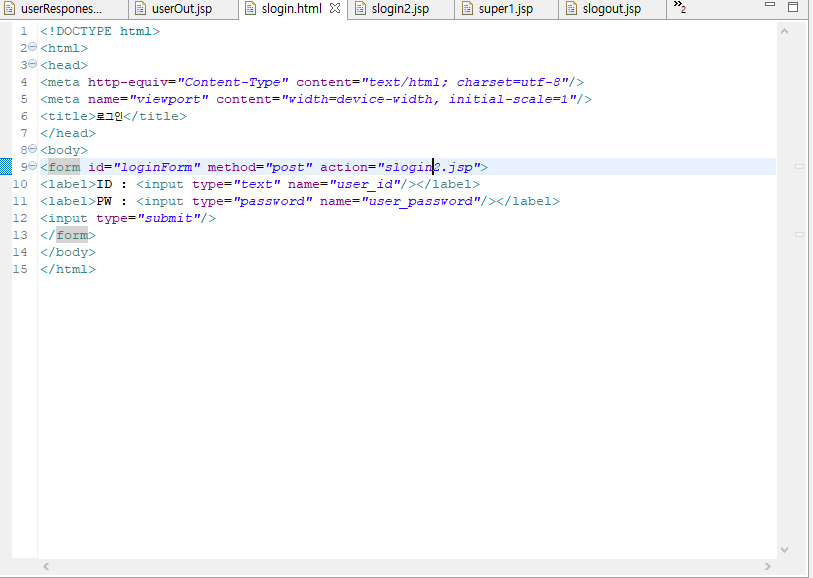 userRespones... userOut.jsp slogin.html slogin2.jsp super1.jsp slogout.jsp »2
1 <!DOCTYPE html>
2 <html>
3 <head>
4 <meta http-equiv="Content-Type" content="text/html; charset=utf-8"/>
5 <meta name="viewport" content="width=device-width, initial-scale=1"/>
6 <title>로그인</title>
7 </head>
8 <body>
9 <form id="loginForm" method="post" action="slogin2.jsp">
10 <label>ID : <input type="text" name="user_id"/></label>
11 <label>PW : <input type="password" name="user_password"/></label>
12 <input type="submit"/>
13 </form>
14 </body>
15 </html>